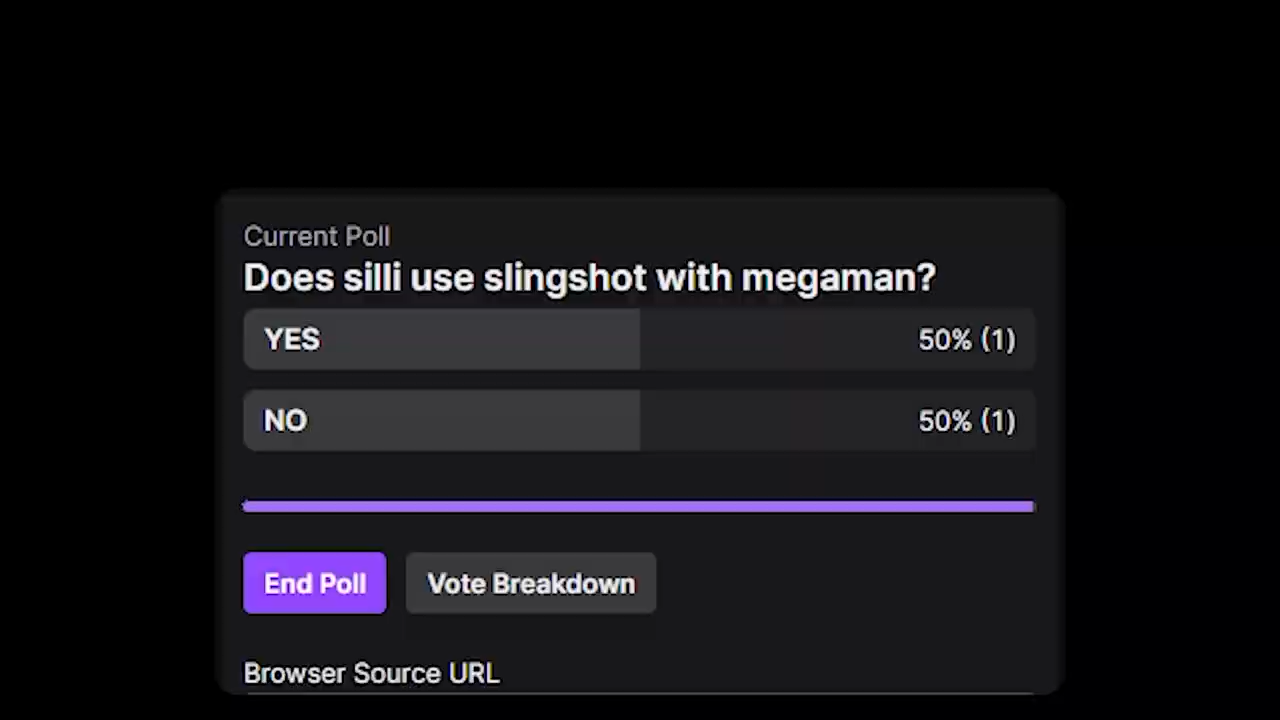 Current Poll
Does silli use slingshot with megaman?
YES 50% (1)
NO 50% (1)
End Poll Vote Breakdown
Browser Source URL